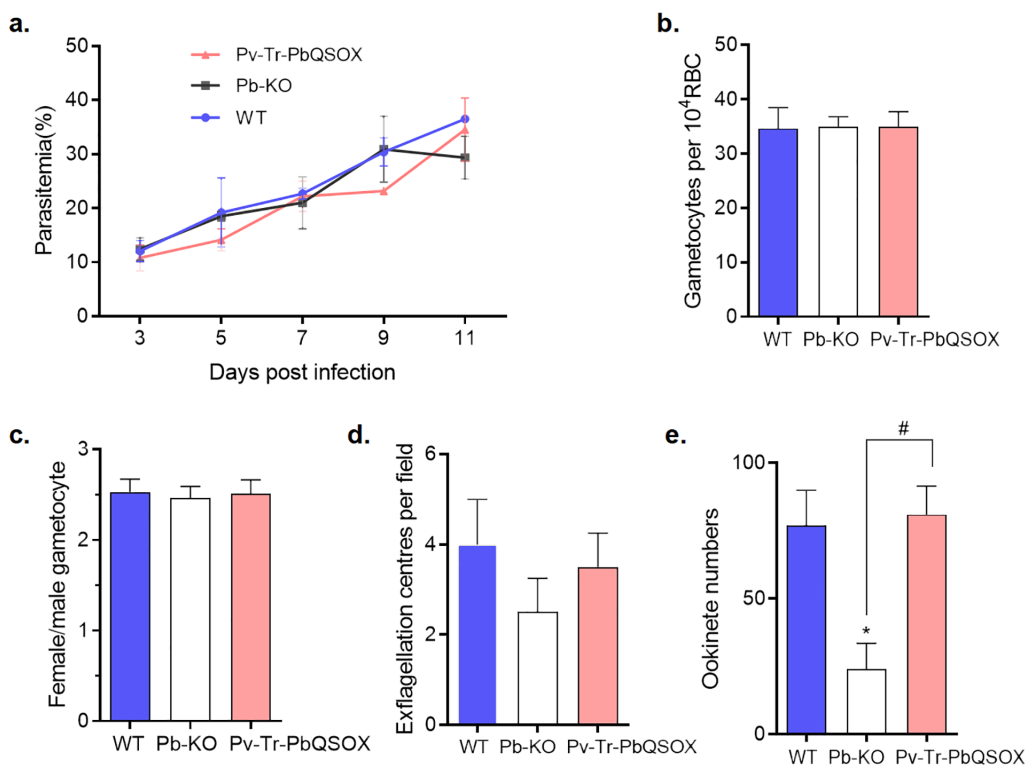 a.
50
40
30
20
10
0
Parasitemia(%)
Pv-Tr-PbQSOX
Pb-KO
WT
3 5 7 9 11
Days post infection
b.
50
40
30
20
10
0
Gametocytes per 10⁴RBC
WT Pb-KO Pv-Tr-PbQSOX
c.
3
2
1
0
Female/male gametocyte
WT Pb-KO Pv-Tr-PbQSOX
d.
6
4
2
0
Exflagellation centres per field
WT Pb-KO Pv-Tr-PbQSOX
e.
#
100
50
0
*
Ookinete numbers
WT Pb-KO Pv-Tr-PbQSOX